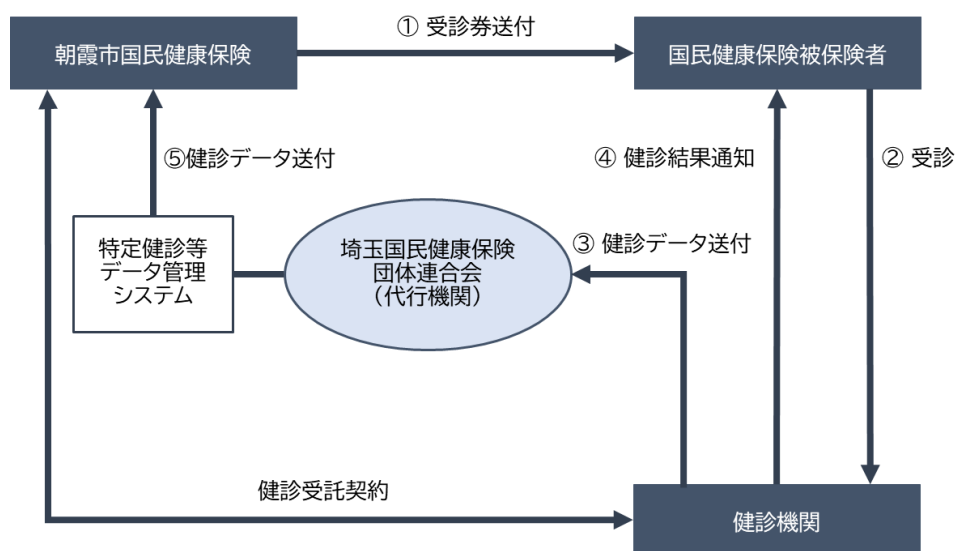 ① 受診券送付
朝霞市国民健康保険
国民健康保険被保険者
⑤健診データ送付
④ 健診結果通知
② 受診
特定健診等
データ管理
システム
埼玉国民健康保険
団体連合会
（代行機関）
③ 健診データ送付
健診受託契約
健診機関